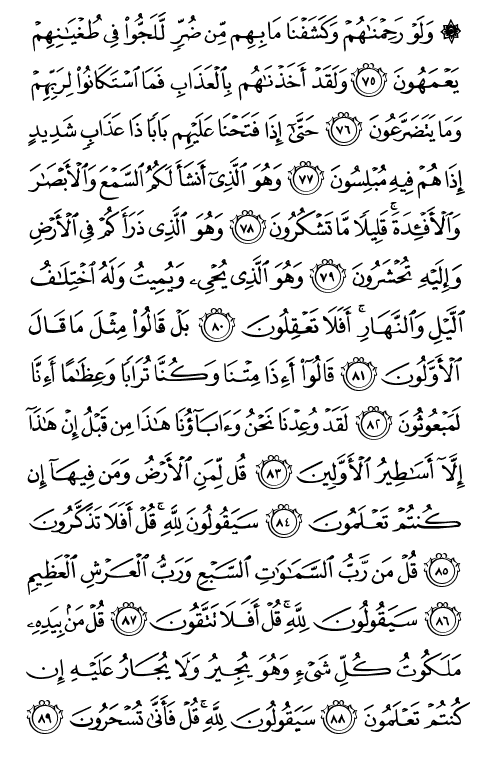 ۞ وَلَوْ رَحِمْنَٰهُمْ وَكَشَفْنَا مَا بِهِم مِّن ضُرٍّ لَّلَجُّوا۟ فِى طُغْيَٰنِهِمْ
يَعْمَهُونَ ٧٥ وَلَقَدْ أَخَذْنَٰهُم بِٱلْعَذَابِ فَمَا ٱسْتَكَانُوا۟ لِرَبِّهِمْ
وَمَا يَتَضَرَّعُونَ ٧٦ حَتَّىٰٓ إِذَا فَتَحْنَا عَلَيْهِم بَابًا ذَا عَذَابٍ شَدِيدٍ
إِذَا هُمْ فِيهِ مُبْلِسُونَ ٧٧ وَهُوَ ٱلَّذِىٓ أَنشَأَ لَكُمُ ٱلسَّمْعَ وَٱلْأَبْصَٰرَ
وَٱلْأَفْـِٔدَةَ ۚ قَلِيلًا مَّا تَشْكُرُونَ ٧٨ وَهُوَ ٱلَّذِى ذَرَأَكُمْ فِى ٱلْأَرْضِ
وَإِلَيْهِ تُحْشَرُونَ ٧٩ وَهُوَ ٱلَّذِى يُحْىِۦ وَيُمِيتُ وَلَهُ ٱخْتِلَٰفُ
ٱلَّيْلِ وَٱلنَّهَارِ ۚ أَفَلَا تَعْقِلُونَ ٨٠ بَلْ قَالُوا۟ مِثْلَ مَا قَالَ
ٱلْأَوَّلُونَ ٨١ قَالُوٓا۟ أَءِذَا مِتْنَا وَكُنَّا تُرَابًا وَعِظَٰمًا أَءِنَّا
لَمَبْعُوثُونَ ٨٢ لَقَدْ وُعِدْنَا نَحْنُ وَءَابَآؤُنَا هَٰذَا مِن قَبْلُ إِنْ هَٰذَآ
إِلَّآ أَسَٰطِيرُ ٱلْأَوَّلِينَ ٨٣ قُل لِّمَنِ ٱلْأَرْضُ وَمَن فِيهَآ إِن
كُنتُمْ تَعْلَمُونَ ٨٤ سَيَقُولُونَ لِلَّهِ ۚ قُلْ أَفَلَا تَذَكَّرُونَ
٨٥ قُلْ مَن رَّبُّ ٱلسَّمَٰوَٰتِ ٱلسَّبْعِ وَرَبُّ ٱلْعَرْشِ ٱلْعَظِيمِ
٨٦ سَيَقُولُونَ لِلَّهِ ۚ قُلْ أَفَلَا تَتَّقُونَ ٨٧ قُلْ مَنۢ بِيَدِهِۦ
مَلَكُوتُ كُلِّ شَىْءٍ وَهُوَ يُجِيرُ وَلَا يُجَارُ عَلَيْهِ إِن
كُنتُمْ تَعْلَمُونَ ٨٨ سَيَقُولُونَ لِلَّهِ ۚ قُلْ فَأَنَّىٰ تُسْحَرُونَ ٨٩